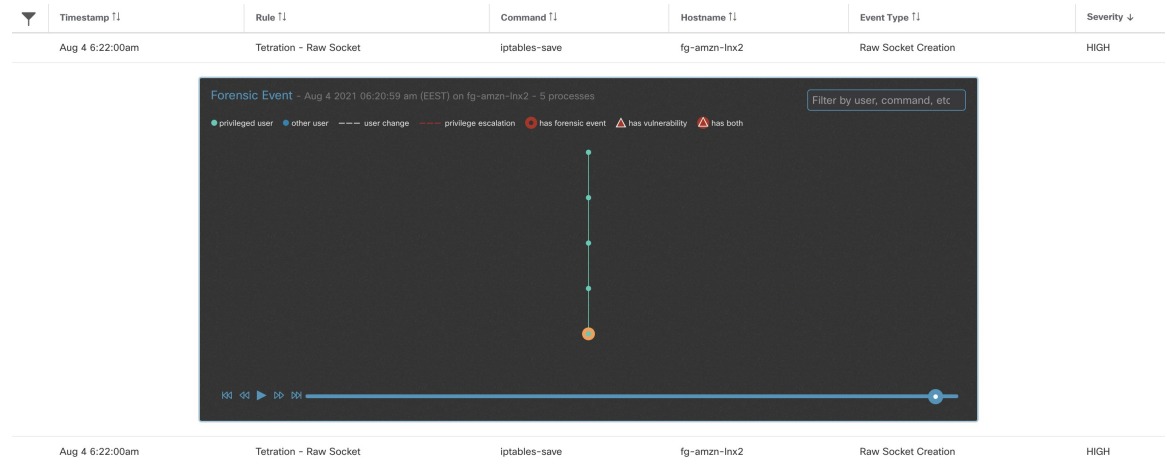 Timestamp ↑↓ Rule ↑↓ Command ↑↓ Hostname ↑↓ Event Type ↑↓ Severity ↓
Aug 4 6:22:00am Tetration - Raw Socket iptables-save fg-amzn-lnx2 Raw Socket Creation HIGH
Forensic Event - Aug 4 2021 06:20:59 am (EEST) on fg-amzn-lnx2 - 5 processes Filter by user, command, etc
privileged user other user user change privilege escalation has forensic event has vulnerability has both
Aug 4 6:22:00am Tetration - Raw Socket iptables-save fg-amzn-lnx2 Raw Socket Creation HIGH